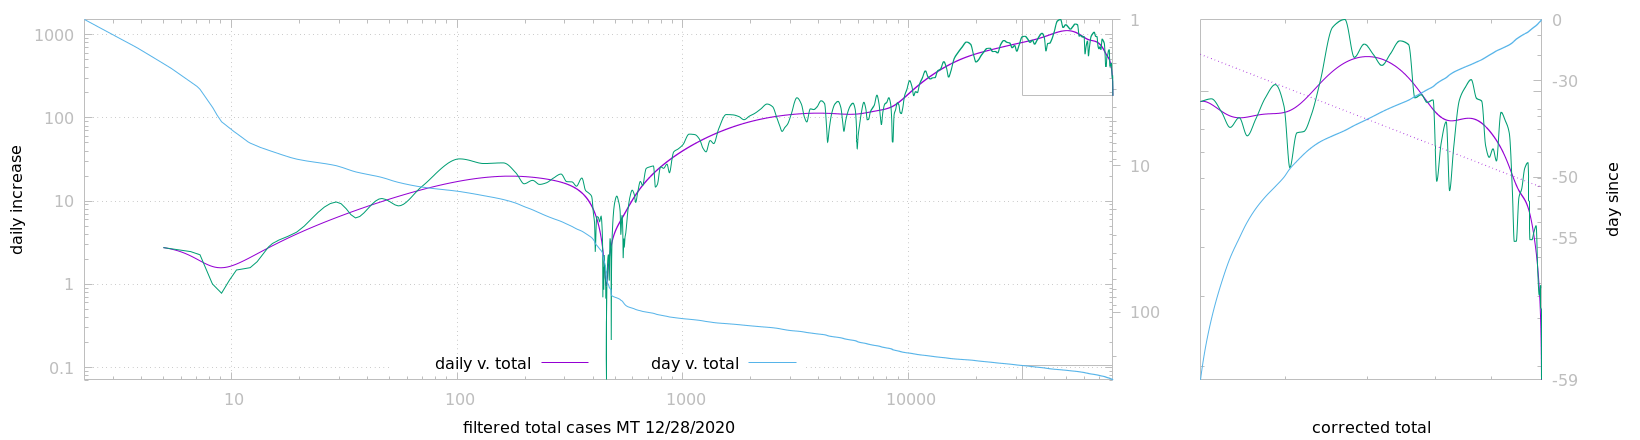 1000
100
10
1
0.1
daily increase
10
100
1000
10000
filtered total cases MT 12/28/2020
daily v. total
day v. total
1
10
100
0
-30
-50
-55
-59
day since
corrected total